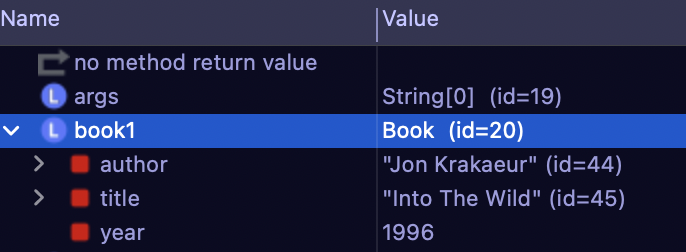 Name Value
no method return value
L args String[0] (id=19)
L book1 Book (id=20)
author "Jon Krakaeur" (id=44)
title "Into The Wild" (id=45)
year 1996